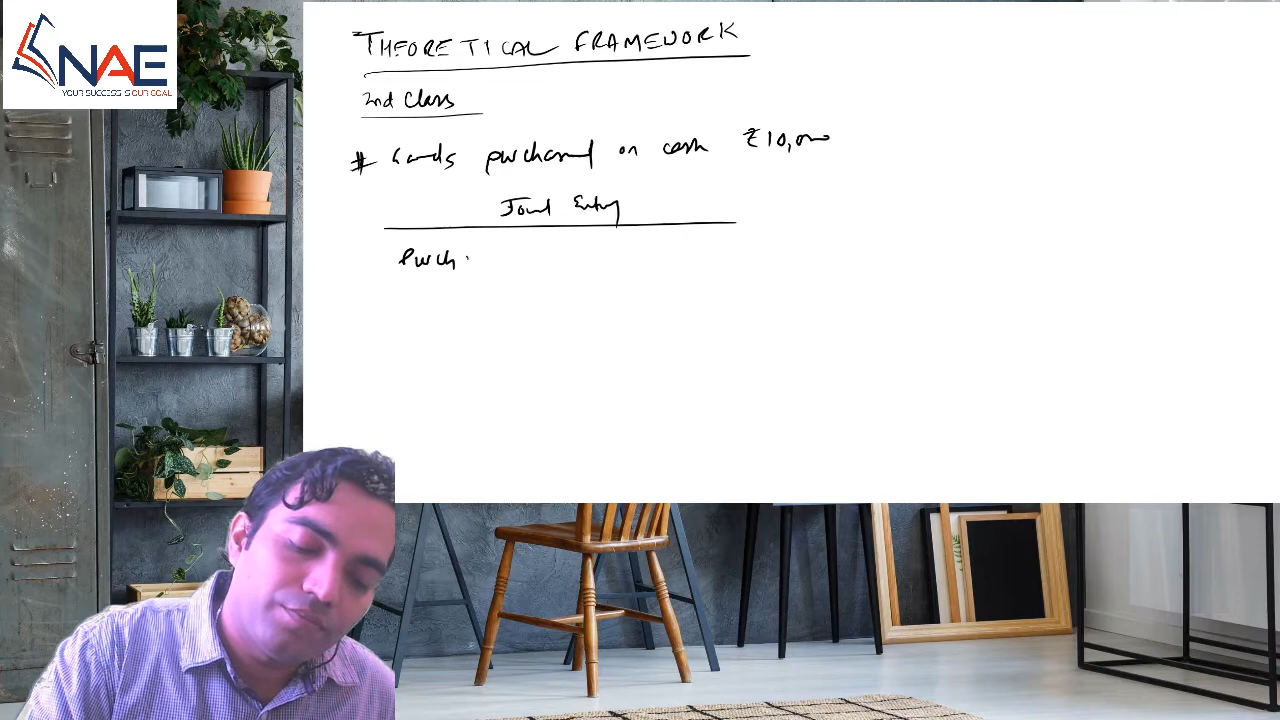 NAE
YOUR SUCCESS IS OUR GOAL
THEORETICAL FRAMEWORK
2nd Class
# Goods purchased on cash ₹10,000
Journal Entry
Purch